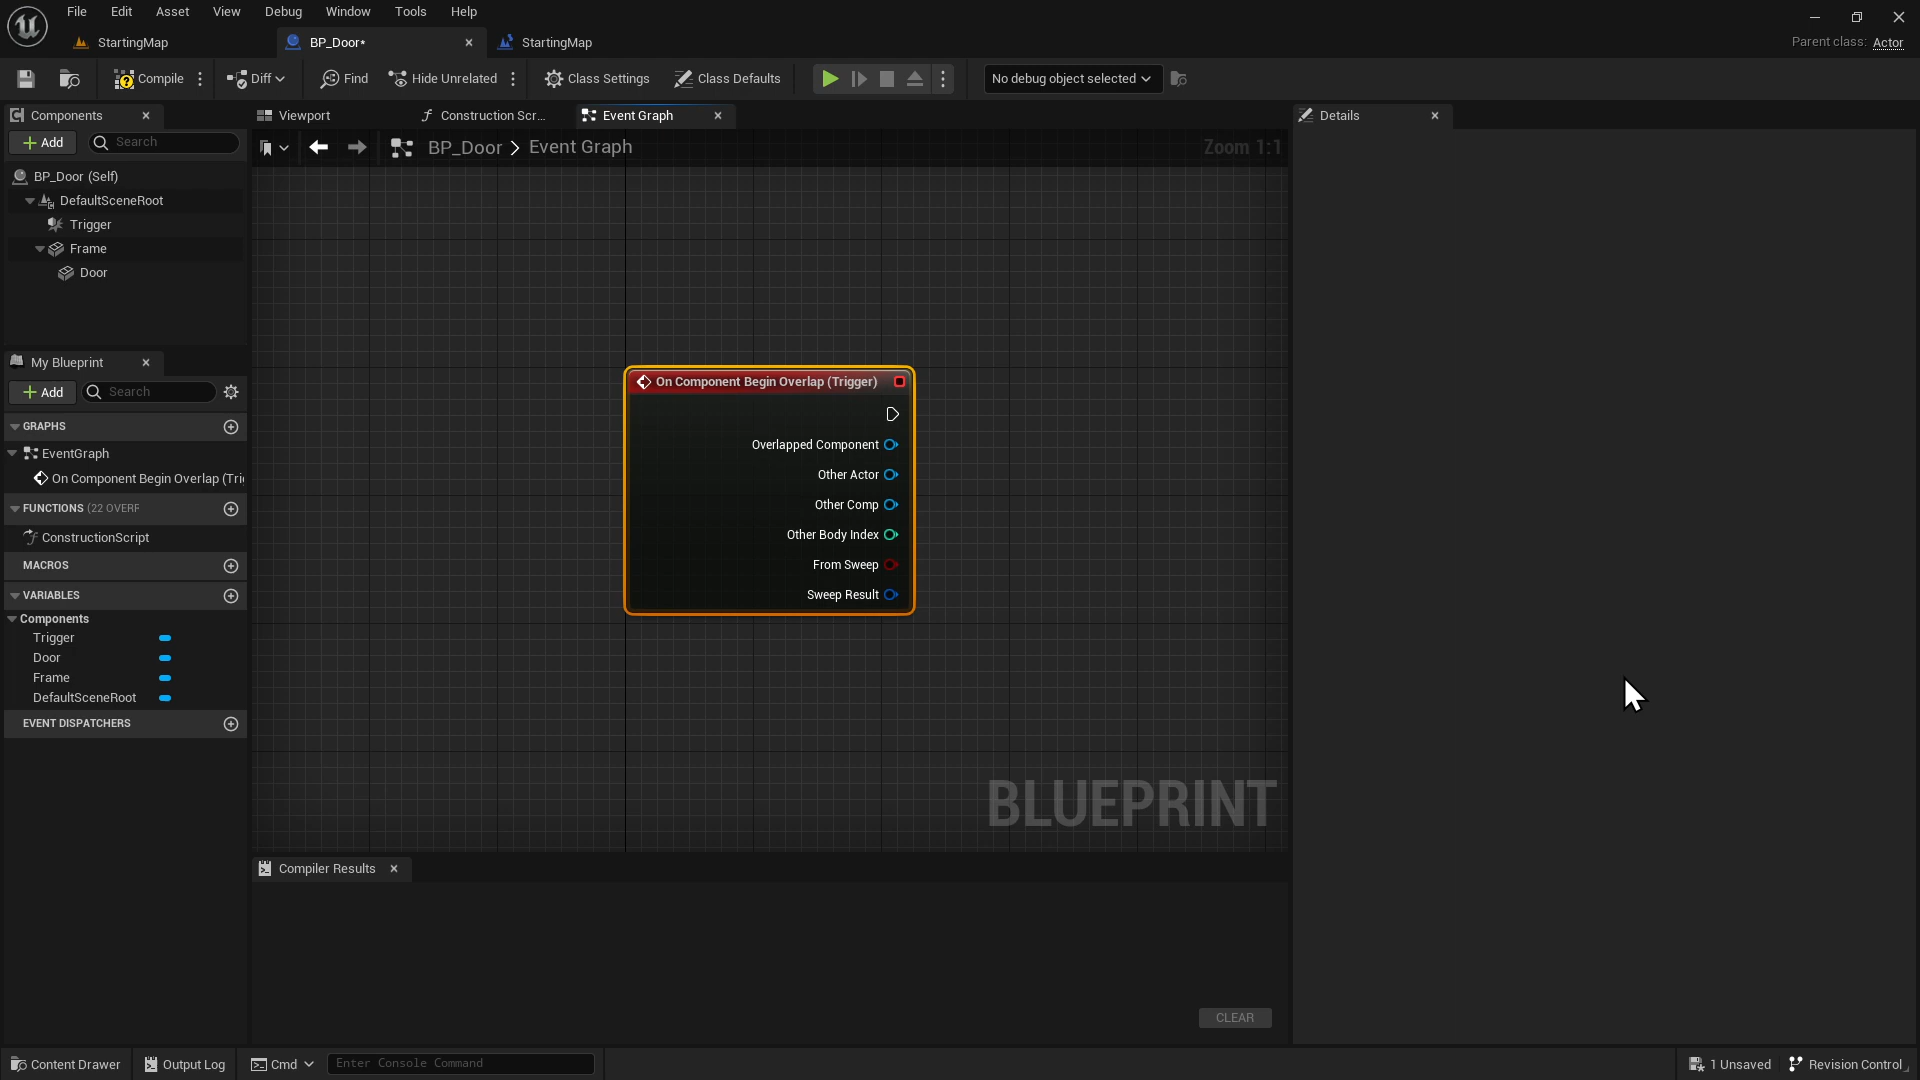 File Edit Asset View Debug Window Tools Help
StartingMap BP_Door* StartingMap
Parent class: Actor
Compile Diff Find Hide Unrelated Class Settings Class Defaults No debug object selected
Components Viewport Construction Scr... Event Graph Details
Add Search
BP_Door > Event Graph Zoom 1:1
BP_Door (Self)
DefaultSceneRoot
Trigger
Frame
Door
My Blueprint
Add Search
GRAPHS
EventGraph
On Component Begin Overlap (Tri
FUNCTIONS (22 OVERF
ConstructionScript
MACROS
VARIABLES
Components
Trigger
Door
Frame
DefaultSceneRoot
EVENT DISPATCHERS
On Component Begin Overlap (Trigger)
Overlapped Component
Other Actor
Other Comp
Other Body Index
From Sweep
Sweep Result
BLUEPRINT
Compiler Results
CLEAR
Content Drawer Output Log Cmd Enter Console Command 1 Unsaved Revision Control